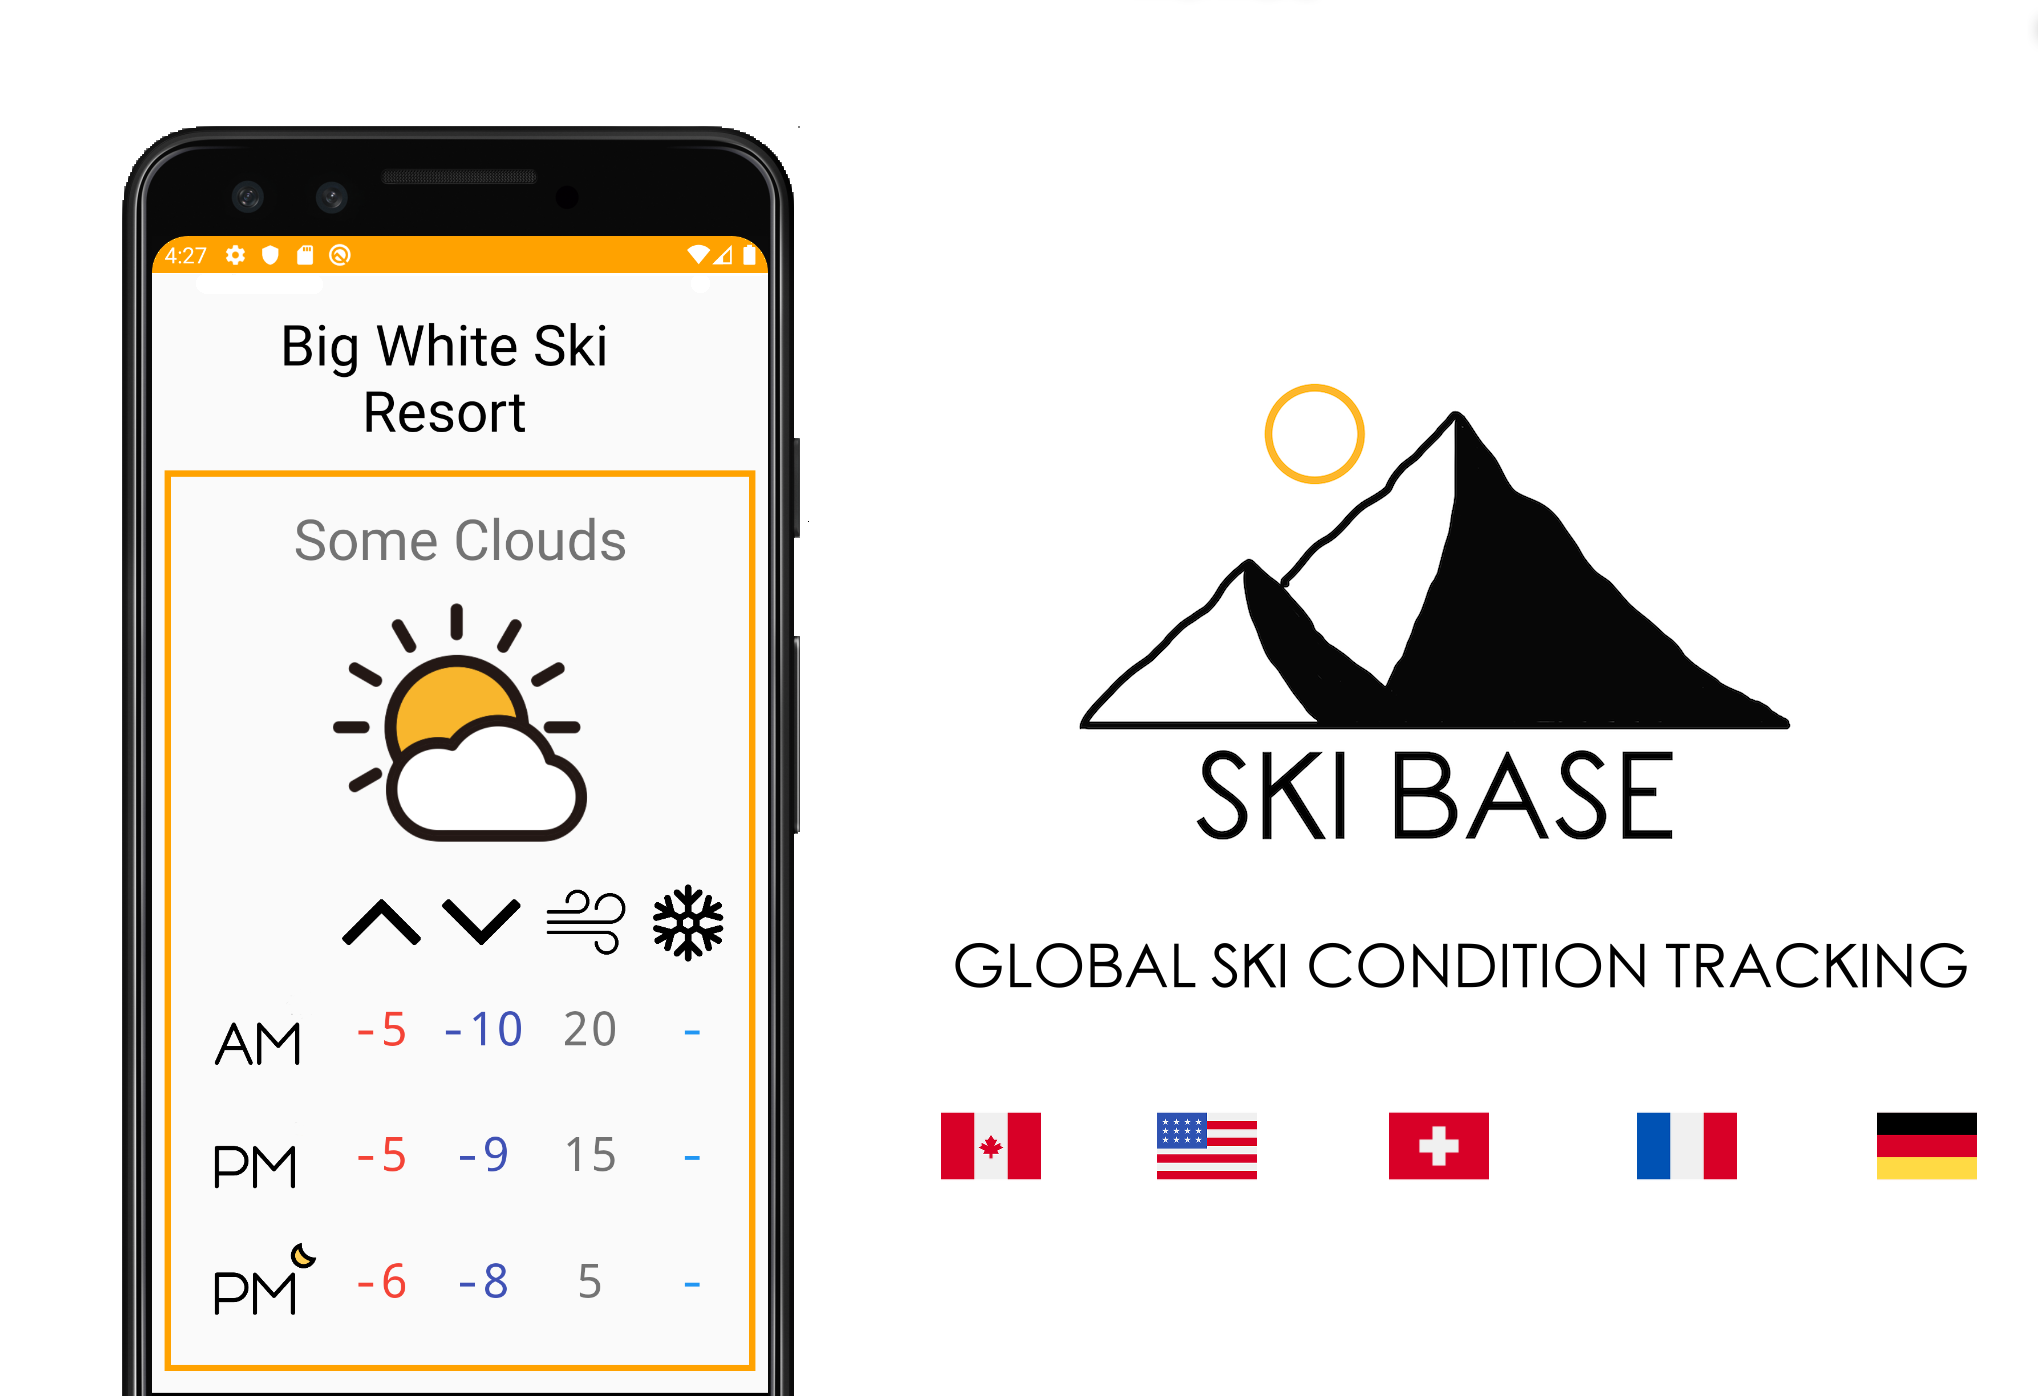 4:27
Big White Ski
Resort
Some Clouds
AM -5 -10 20 -
PM -5 -9 15 -
PM -6 -8 5 -
SKI BASE
GLOBAL SKI CONDITION TRACKING